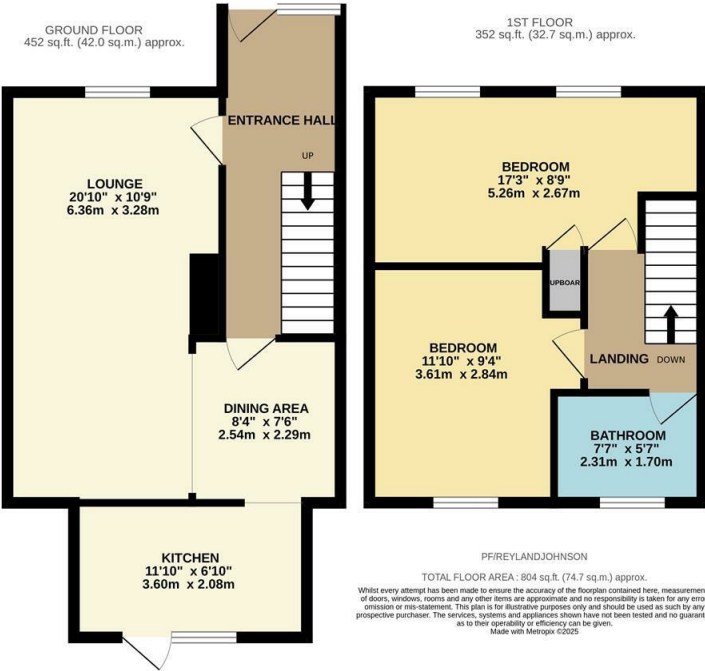 GROUND FLOOR
452 sq.ft. (42.0 sq.m.) approx.
1ST FLOOR
352 sq.ft. (32.7 sq.m.) approx.
ENTRANCE HALL
UP
LOUNGE
20'10" x 10'9"
6.36m x 3.28m
DINING AREA
8'4" x 7'6"
2.54m x 2.29m
KITCHEN
11'10" x 6'10"
3.60m x 2.08m
BEDROOM
17'3" x 8'9"
5.26m x 2.67m
UPBOAR
BEDROOM
11'10" x 9'4"
3.61m x 2.84m
LANDING
DOWN
BATHROOM
7'7" x 5'7"
2.31m x 1.70m
PF/REYLANDJOHNSON
TOTAL FLOOR AREA : 804 sq.ft. (74.7 sq.m.) approx.
Whilst every attempt has been made to ensure the accuracy of the floorplan contained here, measuremen
of doors, windows, rooms and any other items are approximate and no responsibility is taken for any erro
omission or mis-statement. This plan is for illustrative purposes only and should be used as such by any
prospective purchaser. The services, systems and appliances shown have not been tested and no guarant
as to their operability or efficiency can be given.
Made with Metropix ©2025